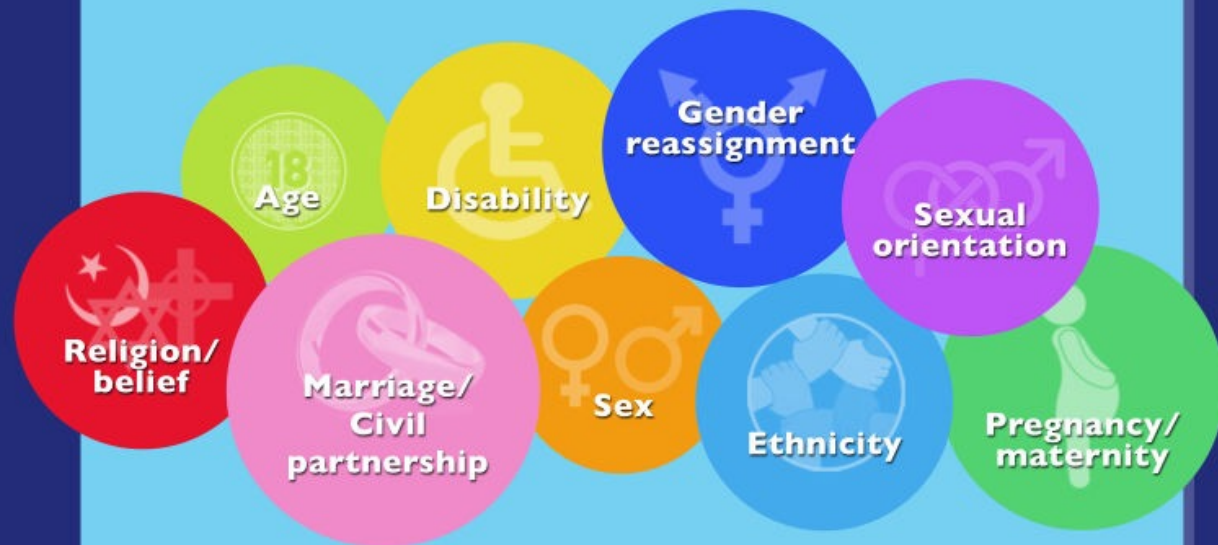 18
Age
Disability
Gender
reassignment
Sexual
orientation
Religion/
belief
Marriage/
Civil
partnership
Sex
Ethnicity
Pregnancy/
maternity